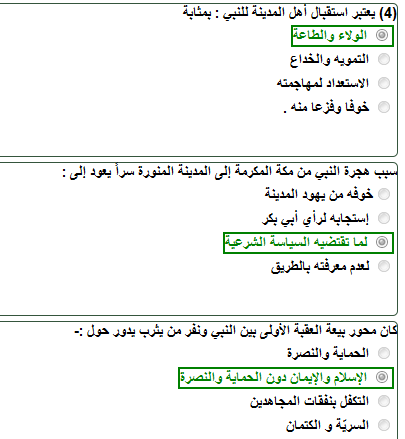 (4) يعتبر استقبال أهل المدينة للنبي : بمثابة
الولاء والطاعة
التمويه والخداع
الاستعداد لمهاجمته
خوفا وفزعا منه .
سبب هجرة النبي من مكة المكرمة إلى المدينة المنورة سراً يعود إلى :
خوفه من يهود المدينة
إستجابه لرأي أبي بكر
لما تقتضيه السياسة الشرعية
لعدم معرفته بالطريق
كان محور بيعة العقبة الأولى بين النبي ونفر من يثرب يدور حول :-
الحماية والنصرة
الإسلام والإيمان دون الحماية والنصرة
التكفل بنفقات المجاهدين
السريّة و الكتمان